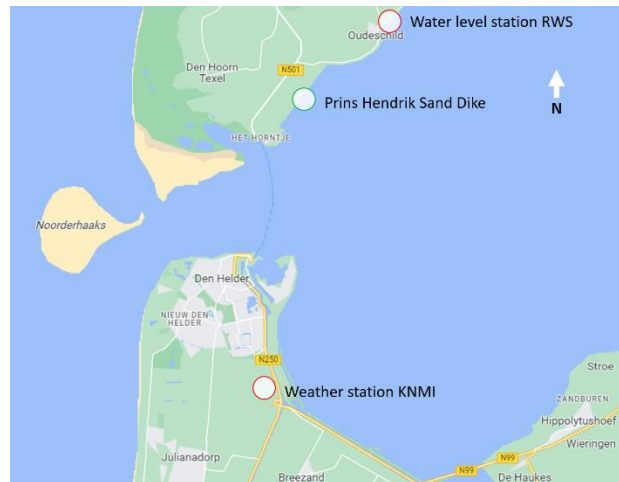 Water level station RWS
Oudeschild
Den Hoorn
Texel
N501
Prins Hendrik Sand Dike
N
HET HORNTJE
Noorderhaaks
Den Helder
NIEUW DEN
HELDER
N250
Weather station KNMI
Stroe
ZANDBUREN
Hippolytushoef
Wieringen
Julianadorp
Breezand
N99
N99
De Haukes